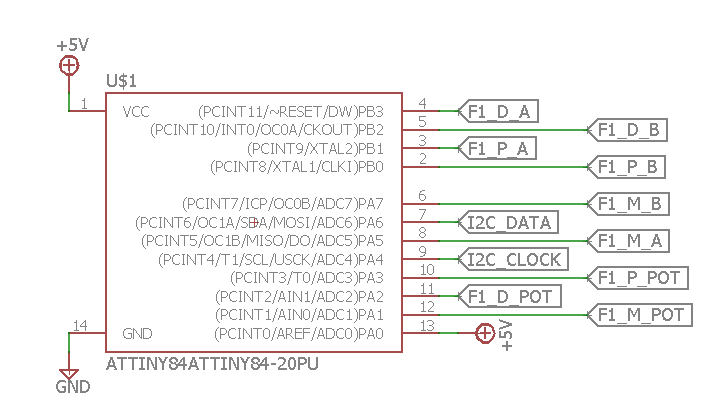 +5V
U$1
1 VCC (PCINT11/~RESET/DW)PB3 4 F1_D_A
(PCINT10/INT0/OC0A/CKOUT)PB2 5 F1_D_B
(PCINT9/XTAL2)PB1 3 F1_P_A
(PCINT8/XTAL1/CLKI)PB0 2 F1_P_B
(PCINT7/ICP/OC0B/ADC7)PA7 6 F1_M_B
(PCINT6/OC1A/SDA/MOSI/ADC6)PA6 7 I2C_DATA
(PCINT5/OC1B/MISO/DO/ADC5)PA5 8 F1_M_A
(PCINT4/T1/SCL/USCK/ADC4)PA4 9 I2C_CLOCK
(PCINT3/T0/ADC3)PA3 10 F1_P_POT
(PCINT2/AIN1/ADC2)PA2 11 F1_D_POT
(PCINT1/AIN0/ADC1)PA1 12 F1_M_POT
14 GND (PCINT0/AREF/ADC0)PA0 13 +5V
ATTINY84ATTINY84-20PU
GND